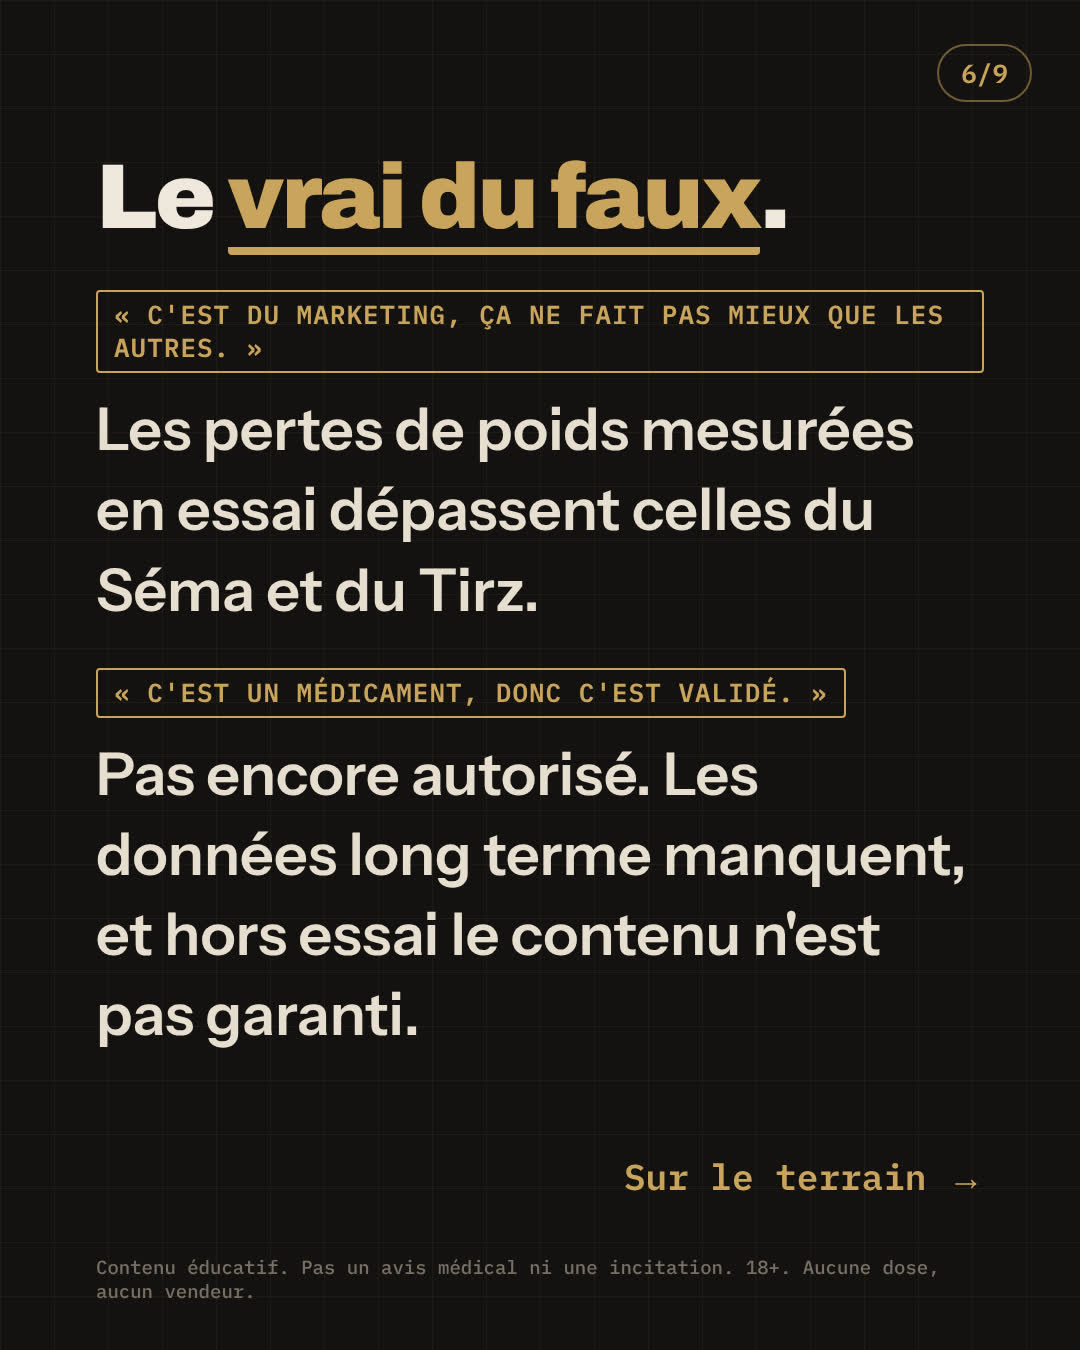 6/9
Le vrai du faux.
« C'EST DU MARKETING, ÇA NE FAIT PAS MIEUX QUE LES
AUTRES. »
Les pertes de poids mesurées
en essai dépassent celles du
Séma et du Tirz.
« C'EST UN MÉDICAMENT, DONC C'EST VALIDÉ. »
Pas encore autorisé. Les
données long terme manquent,
et hors essai le contenu n'est
pas garanti.
Sur le terrain →
Contenu éducatif. Pas un avis médical ni une incitation. 18+. Aucune dose,
aucun vendeur.